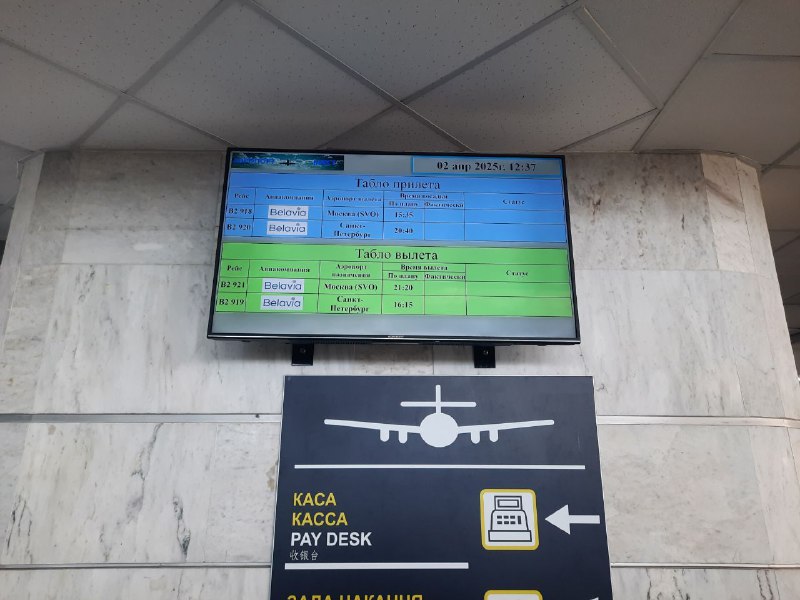 02 апр 2025г. 12:37
Табло прилета
Рейс Авиакомпания Аэропорт вылета Время посадки Статус
По плану Фактически
B2 918 Belavia Москва (SVO) 15:35
B2 920 Belavia Санкт-
Петербург 20:40
Табло вылета
Рейс Авиакомпания Аэропорт
назначения Время вылета Статус
По плану Фактически
B2 921 Belavia Москва (SVO) 21:20
B2 919 Belavia Санкт-
Петербург 16:15
КАСА
КАССА
PAY DESK
收银台
ЗАЛА ЧАКАННЯ